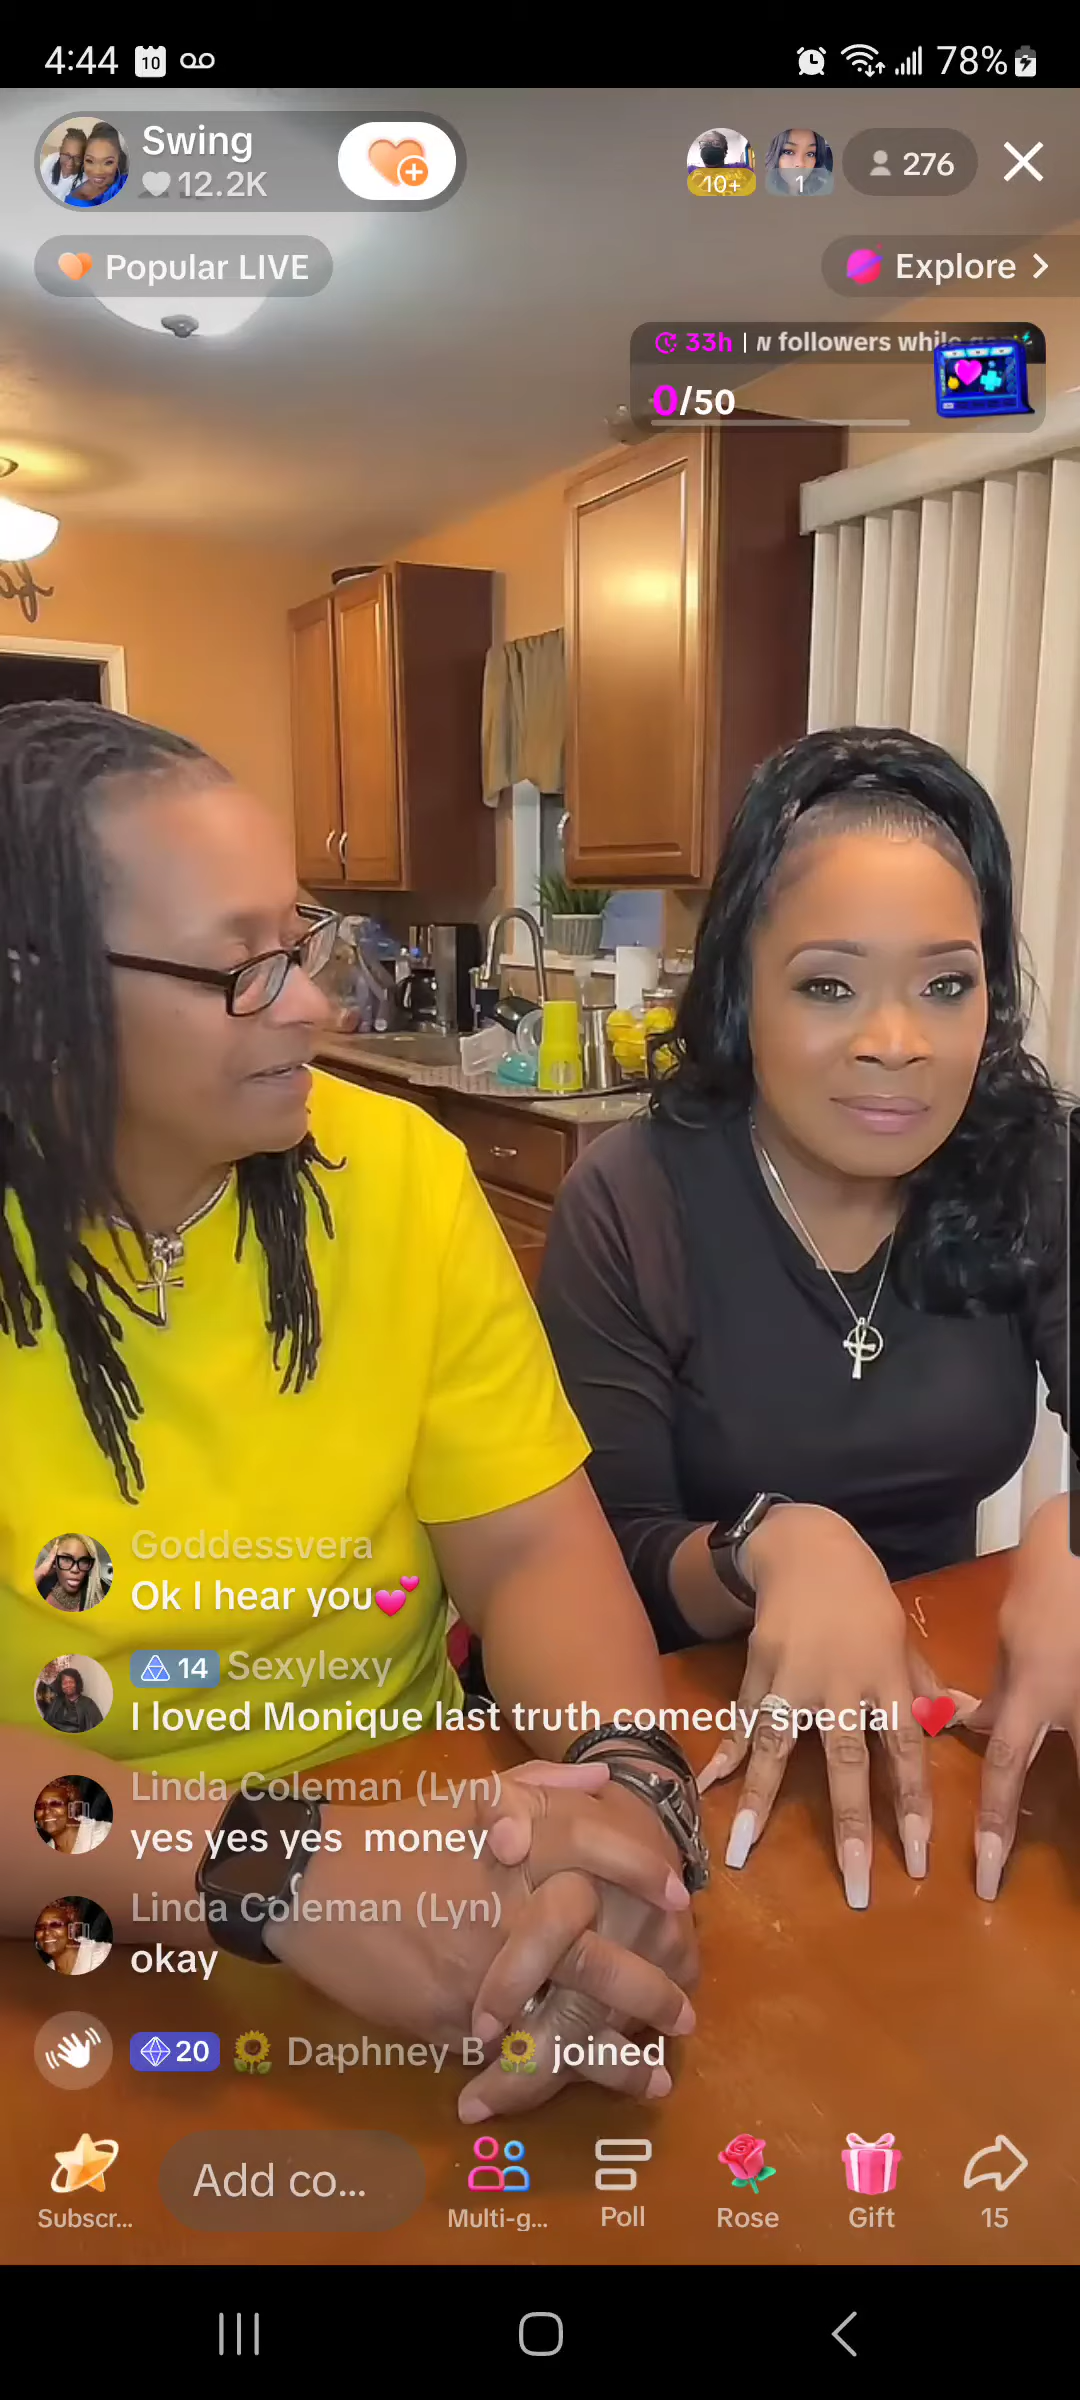 4:44 10 78%
Swing
12.2K
10+ 1 276
Popular LIVE
Explore
33h | w followers while
0/50
Goddessvera
Ok I hear you💕
14 Sexylexy
I loved Monique last truth comedy special ♥️
Linda Coleman (Lyn)
yes yes yes money
Linda Coleman (Lyn)
okay
20 🌻 Daphney B 🌻 joined
Add co...
Subscr... Multi-g... Poll Rose Gift 15